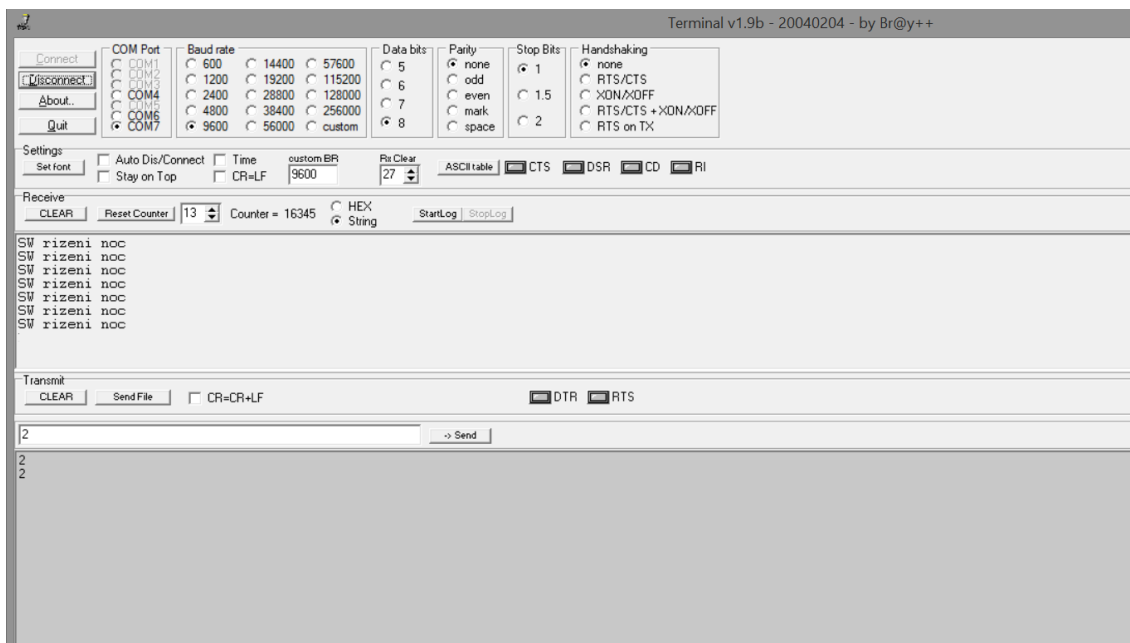 Terminal v1.9b - 20040204 - by Br@y++
Connect
Disconnect
About..
Quit
COM Port
COM1
COM2
COM3
COM4
COM5
COM6
COM7
Baud rate
600 14400 57600
1200 19200 115200
2400 28800 128000
4800 38400 256000
9600 56000 custom
Data bits
5
6
7
8
Parity
none
odd
even
mark
space
Stop Bits
1
1.5
2
Handshaking
none
RTS/CTS
XON/XOFF
RTS/CTS + XON/XOFF
RTS on TX
Settings
Set font
Auto Dis/Connect Time
Stay on Top CR=LF
custom BR
9600
Rx Clear
27
ASCII table CTS DSR CD RI
Receive
CLEAR Reset Counter 13 Counter = 16345
HEX
String
StartLog StopLog
SW rizeni noc
SW rizeni noc
SW rizeni noc
SW rizeni noc
SW rizeni noc
SW rizeni noc
SW rizeni noc
Transmit
CLEAR Send File CR=CR+LF DTR RTS
2
-> Send
2
2